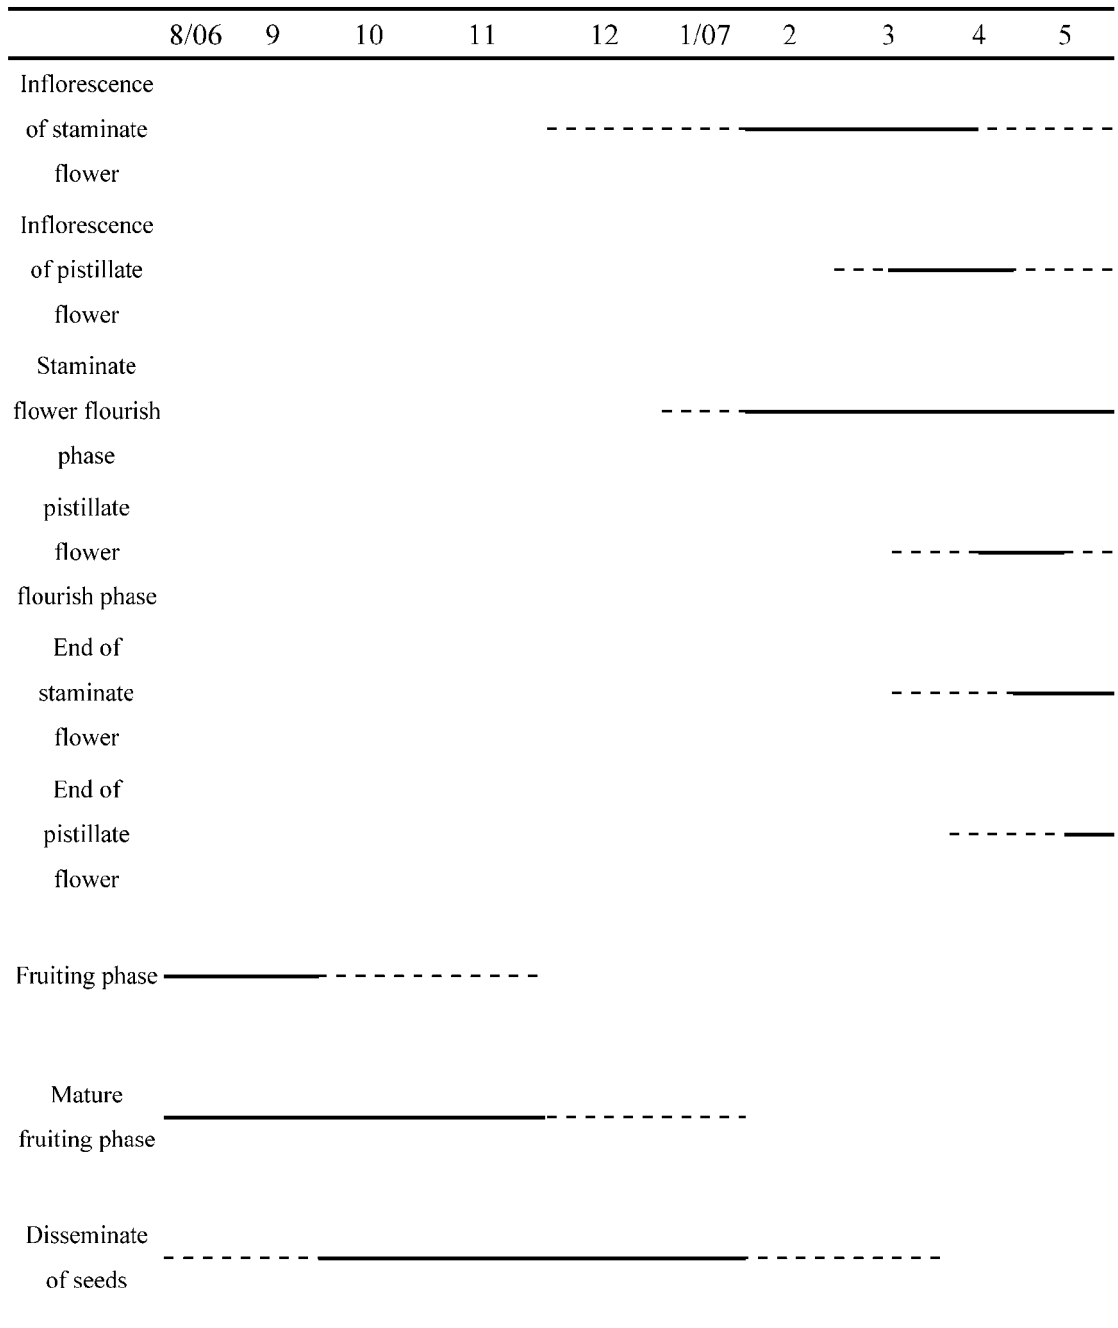 8/06 9 10 11 12 1/07 2 3 4 5
Inflorescence
of staminate
flower
Inflorescence
of pistillate
flower
Staminate
flower flourish
phase
pistillate
flower
flourish phase
End of
staminate
flower
End of
pistillate
flower
Fruiting phase
Mature
fruiting phase
Disseminate
of seeds